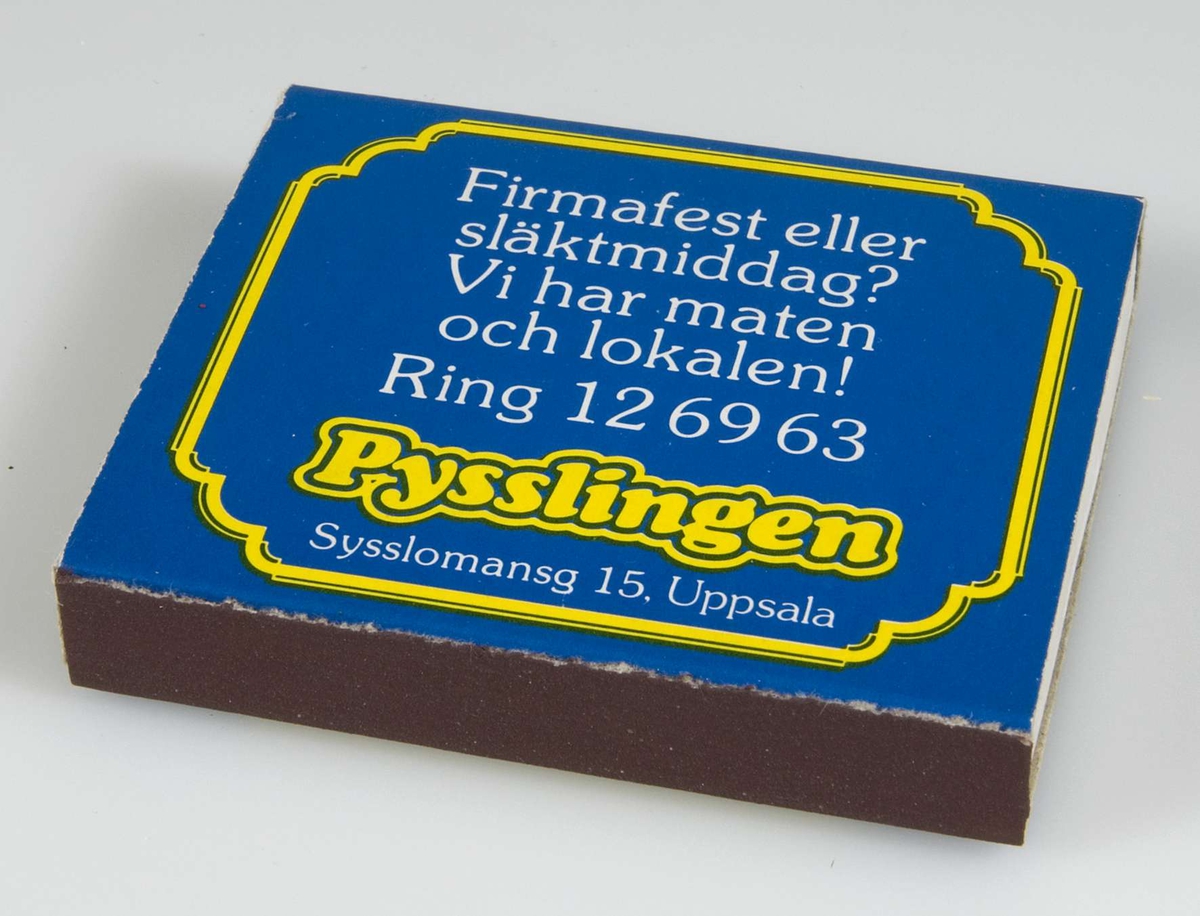 Firmafest eller
släktmiddag?
Vi har maten
och lokalen!
Ring 12 69 63
Pysslingen
Sysslomansg 15, Uppsala